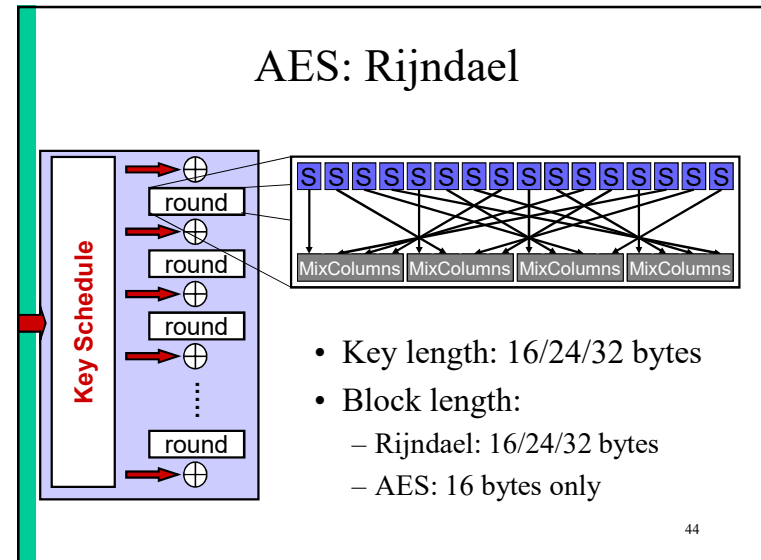 AES: Rijndael
Key Schedule
round
round
round
round
S S S S S S S S S S S S S S S S
MixColumns MixColumns MixColumns MixColumns
• Key length: 16/24/32 bytes
• Block length:
– Rijndael: 16/24/32 bytes
– AES: 16 bytes only
44